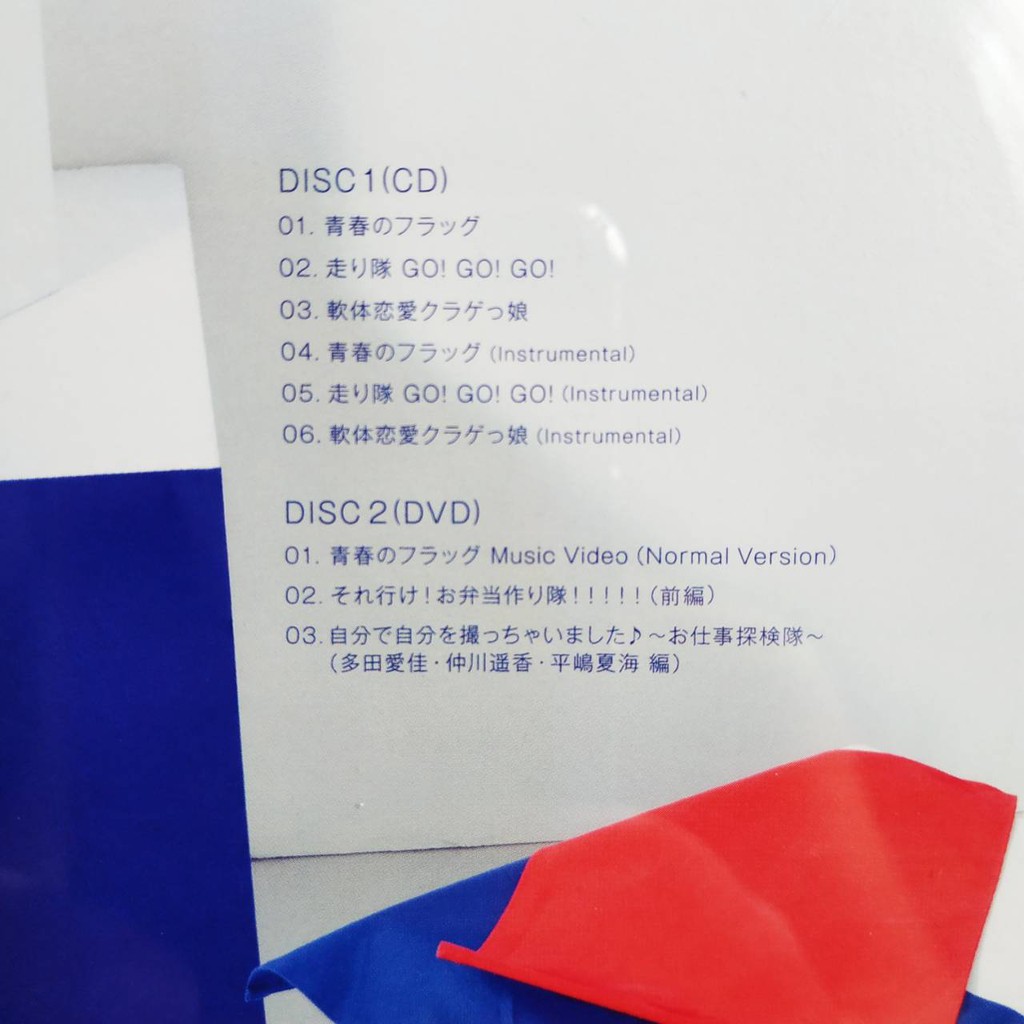 DISC 1(CD)
01. 青春のフラッグ
02. 走り隊 GO! GO! GO!
03. 軟体恋愛クラゲっ娘
04. 青春のフラッグ (Instrumental)
05. 走り隊 GO! GO! GO! (Instrumental)
06. 軟体恋愛クラゲっ娘 (Instrumental)
DISC 2(DVD)
01. 青春のフラッグ Music Video (Normal Version)
02. それ行け!お弁当作り隊!!!!!(前編)
03. 自分で自分を撮っちゃいました♪〜お仕事探検隊〜
(多田愛佳・仲川遥香・平嶋夏海 編)